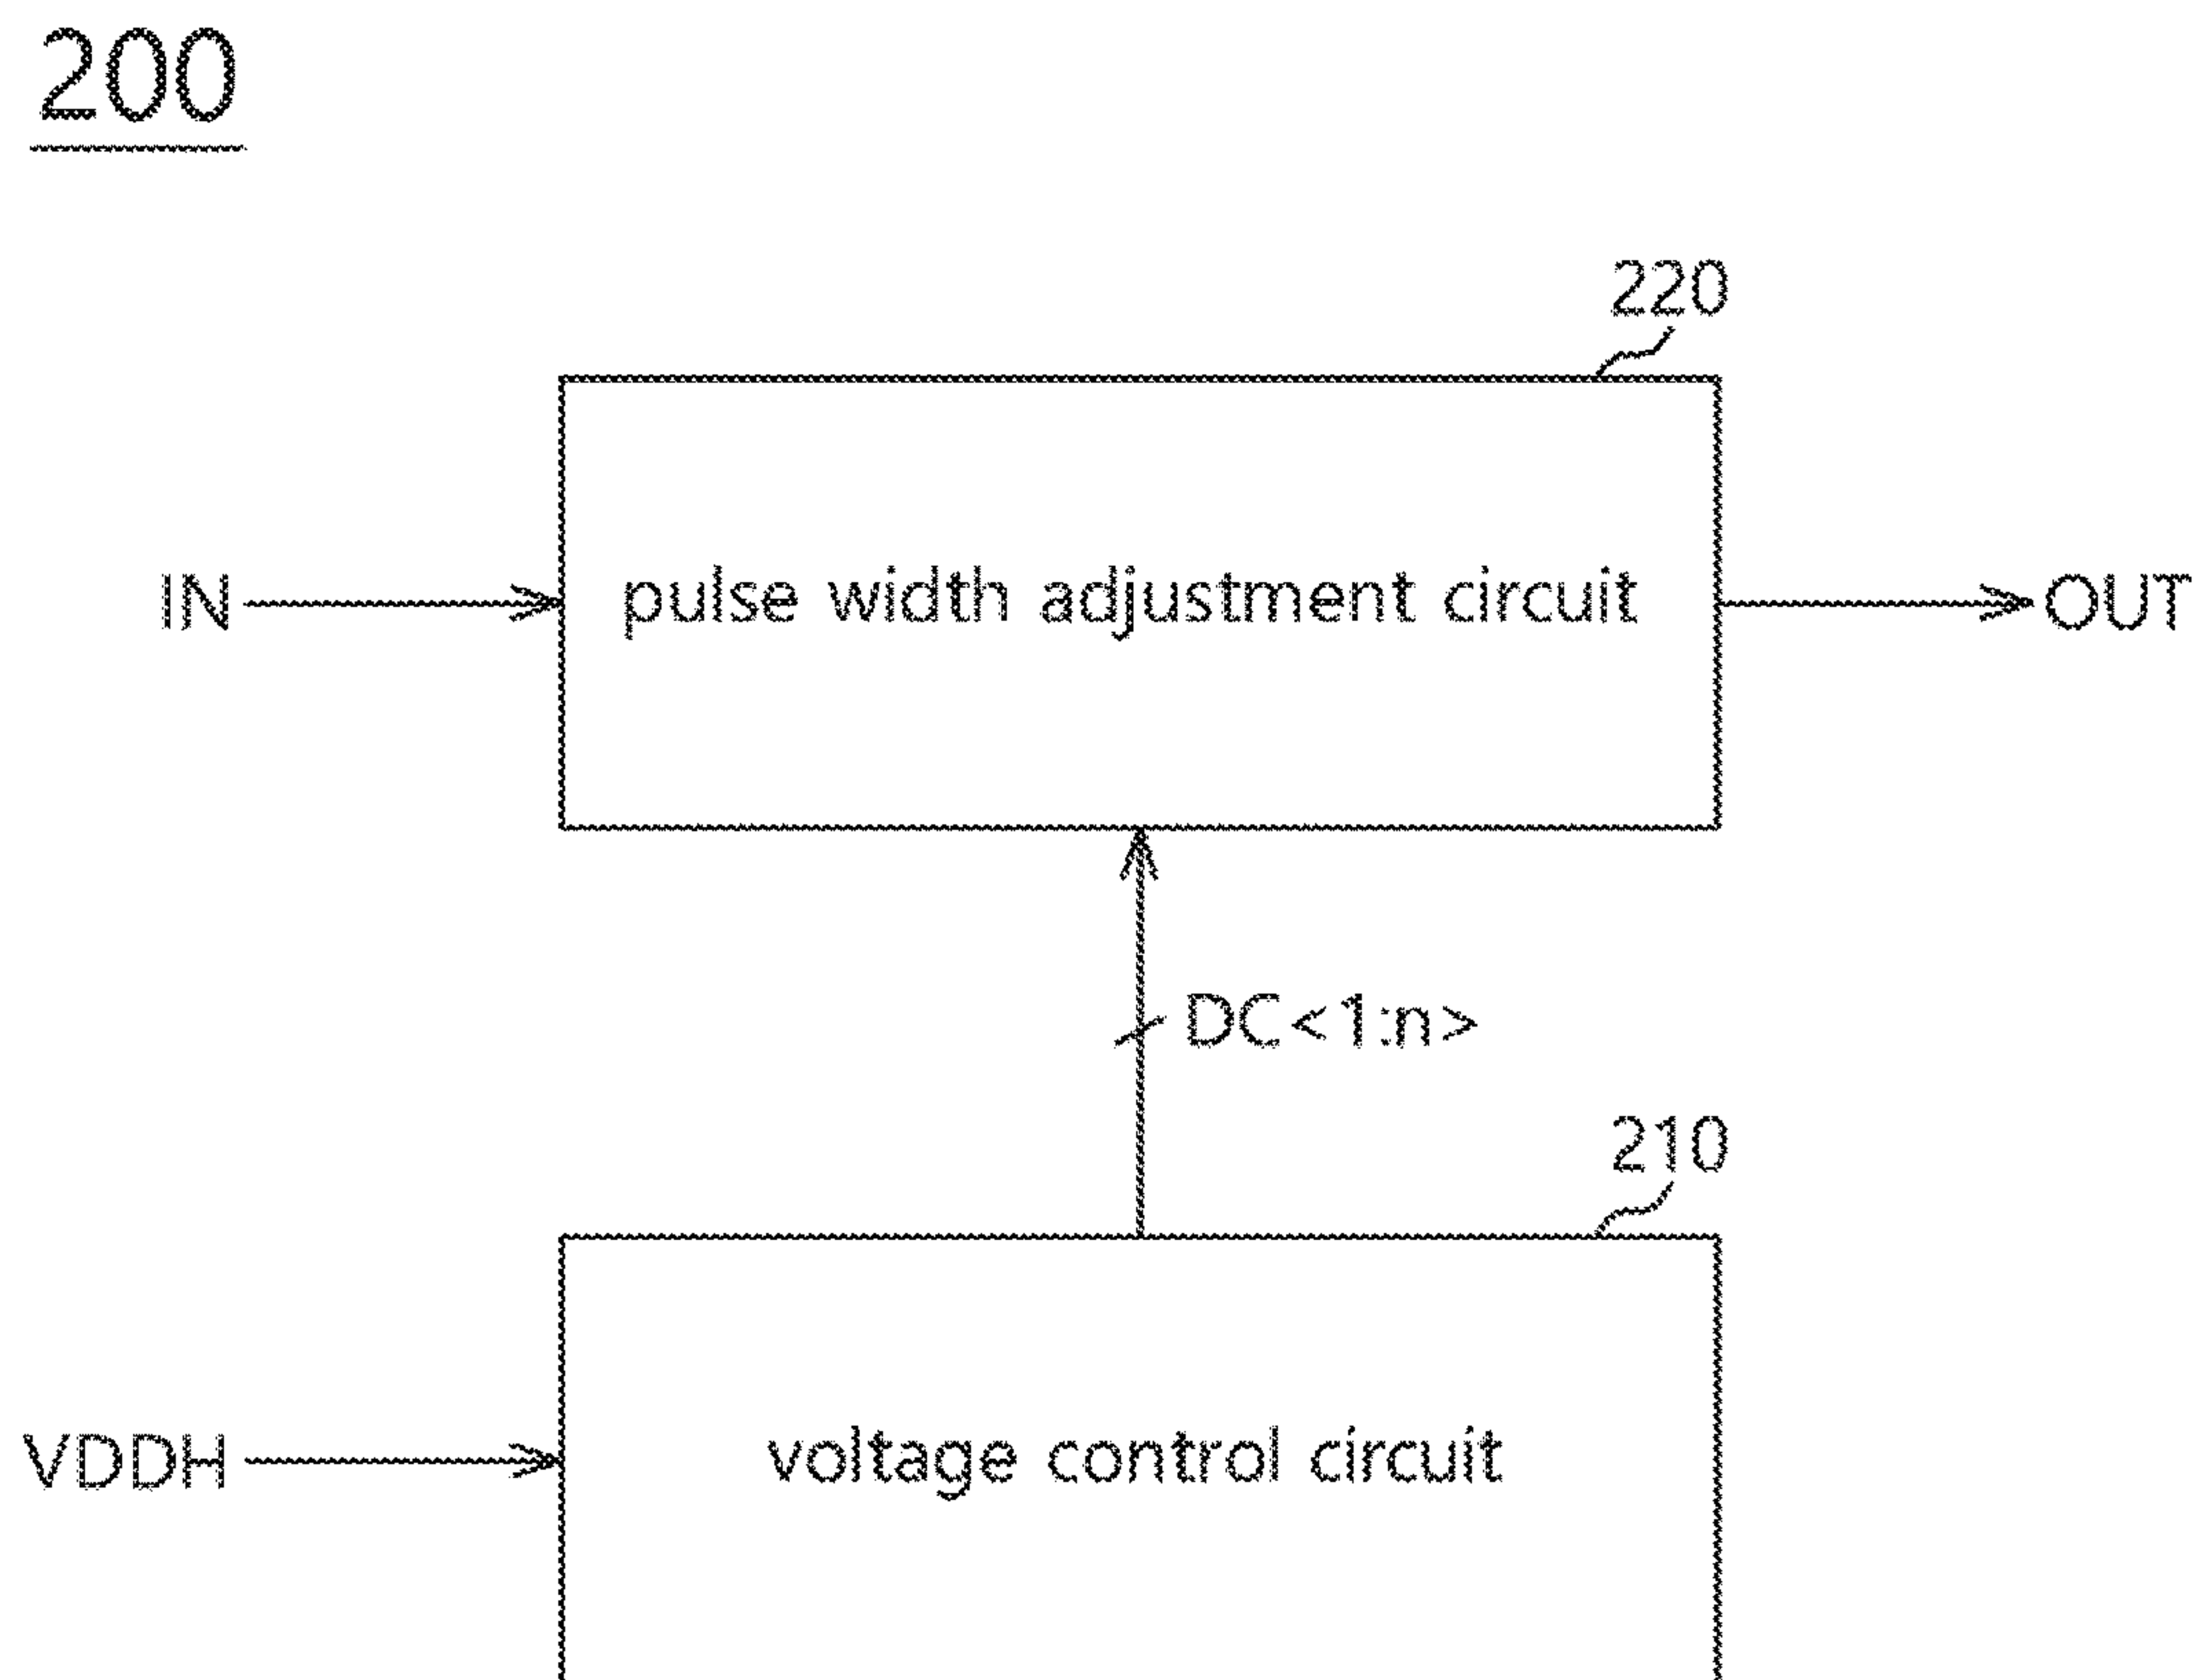 200
220
IN
pulse width adjustment circuit
OUT
DC<1:n>
210
VDDH
voltage control circuit